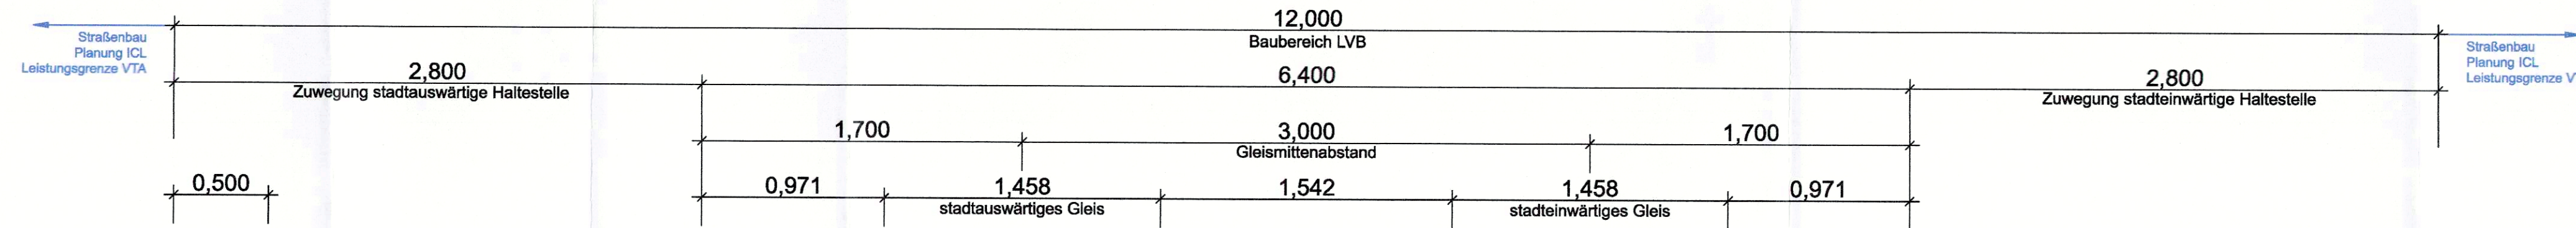 12,000
Baubereich LVB
Straßenbau
Planung ICL
Leistungsgrenze VTA
Straßenbau
Planung ICL
Leistungsgrenze V
2,800
Zuwegung stadtauswärtige Haltestelle
6,400
2,800
Zuwegung stadteinwärtige Haltestelle
1,700
3,000
Gleismittenabstand
1,700
0,500
0,971
1,458
stadtauswärtiges Gleis
1,542
1,458
stadteinwärtiges Gleis
0,971